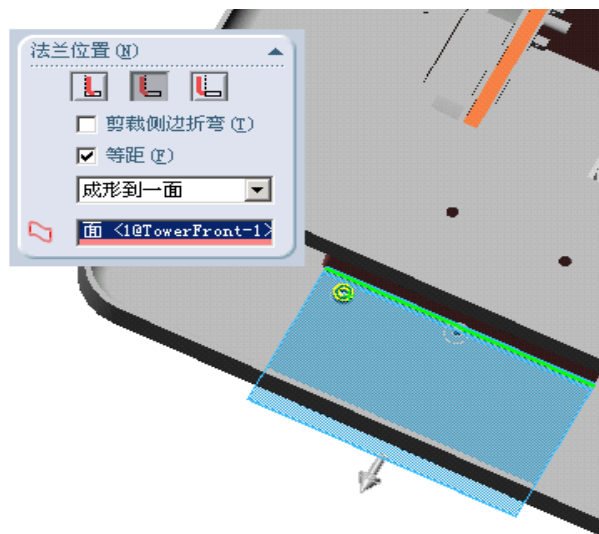 法兰位置(N)
剪裁侧边折弯(T)
等距(F)
成形到一面
面 <1@TowerFront-1>